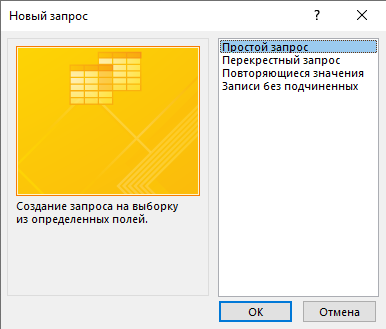 Новый запрос
?
Простой запрос
Перекрестный запрос
Повторяющиеся значения
Записи без подчиненных
Создание запроса на выборку
из определенных полей.
ОК
Отмена